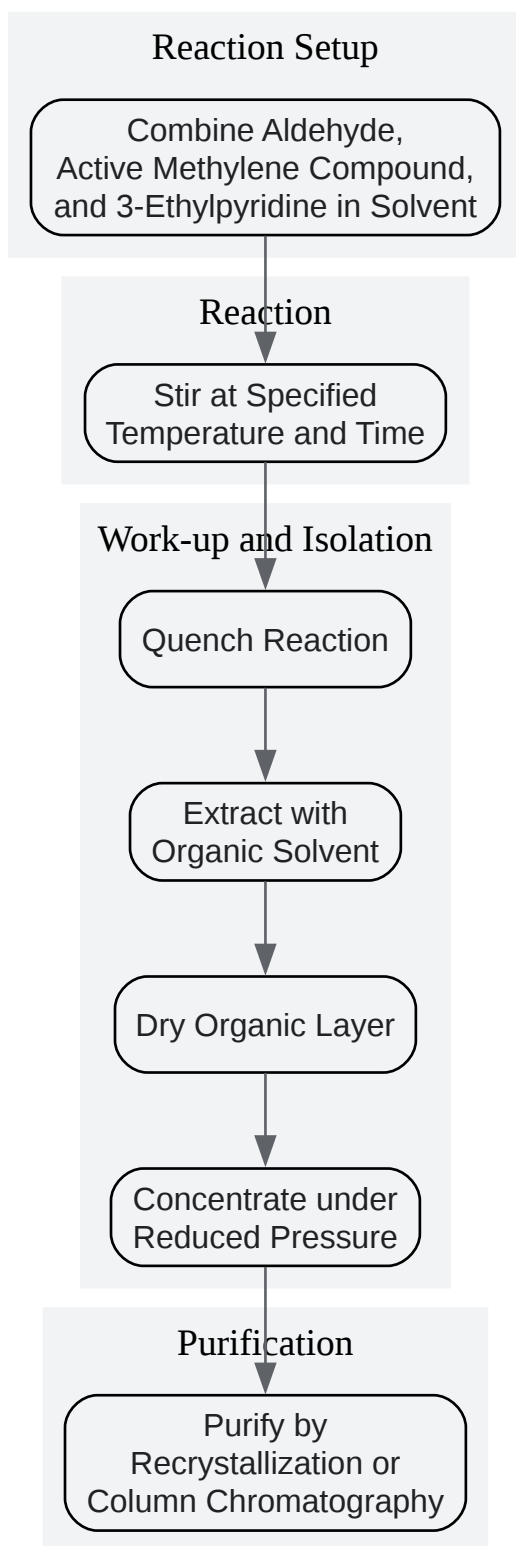 Reaction Setup
Combine Aldehyde,
Active Methylene Compound,
and 3-Ethylpyridine in Solvent
Reaction
Stir at Specified
Temperature and Time
Work-up and Isolation
Quench Reaction
Extract with
Organic Solvent
Dry Organic Layer
Concentrate under
Reduced Pressure
Purification
Purify by
Recrystallization or
Column Chromatography